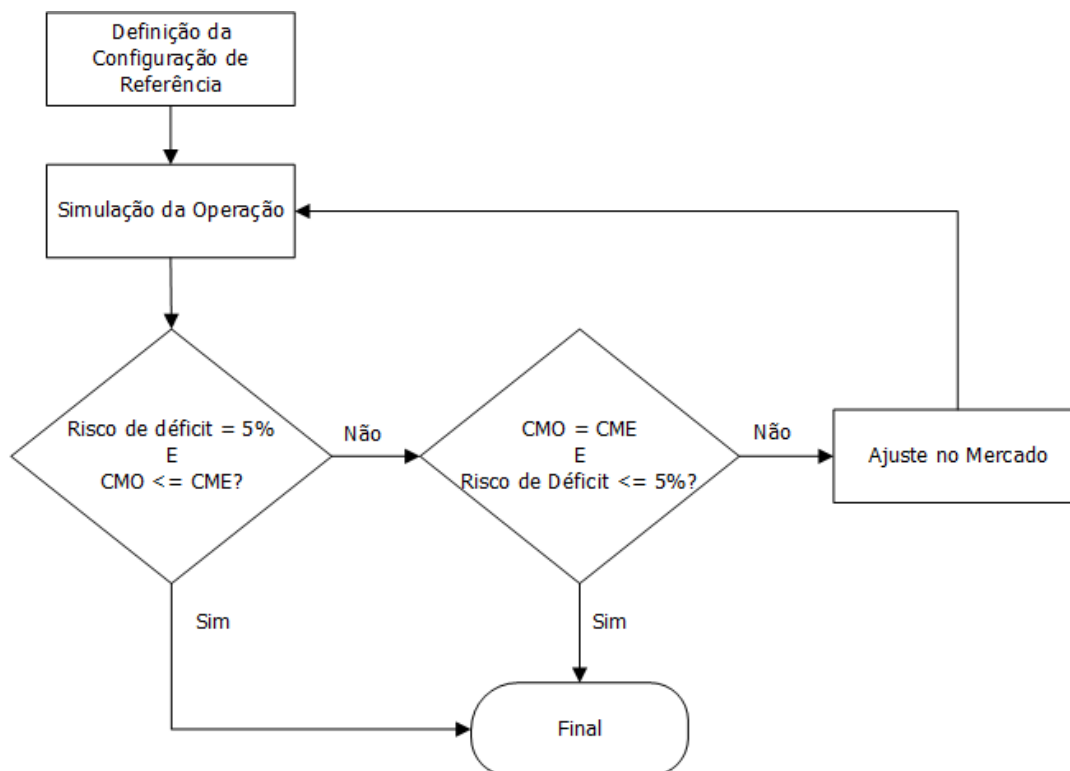 Definição da
Configuração de
Referência
Simulação da Operação
Risco de déficit = 5%
E
CMO <= CME?
Não
CMO = CME
E
Risco de Déficit <= 5%?
Não
Ajuste no Mercado
Sim
Sim
Final